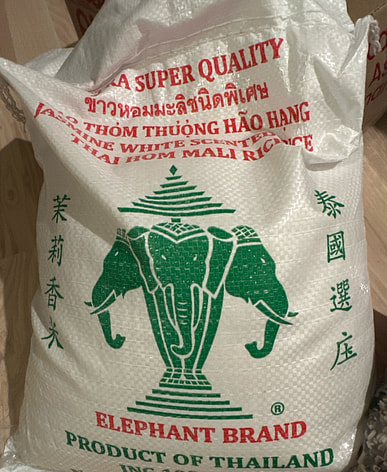 SUPER QUALITY
ขาวหอมมะลิชนิดพิเศษ
THƠM THƯỢNG HẢO HẠNG
JASMINE WHITE SCENTED
THAI HOM MALI RICE
茉莉香米
泰國選庄
®
ELEPHANT BRAND
PRODUCT OF THAILAND